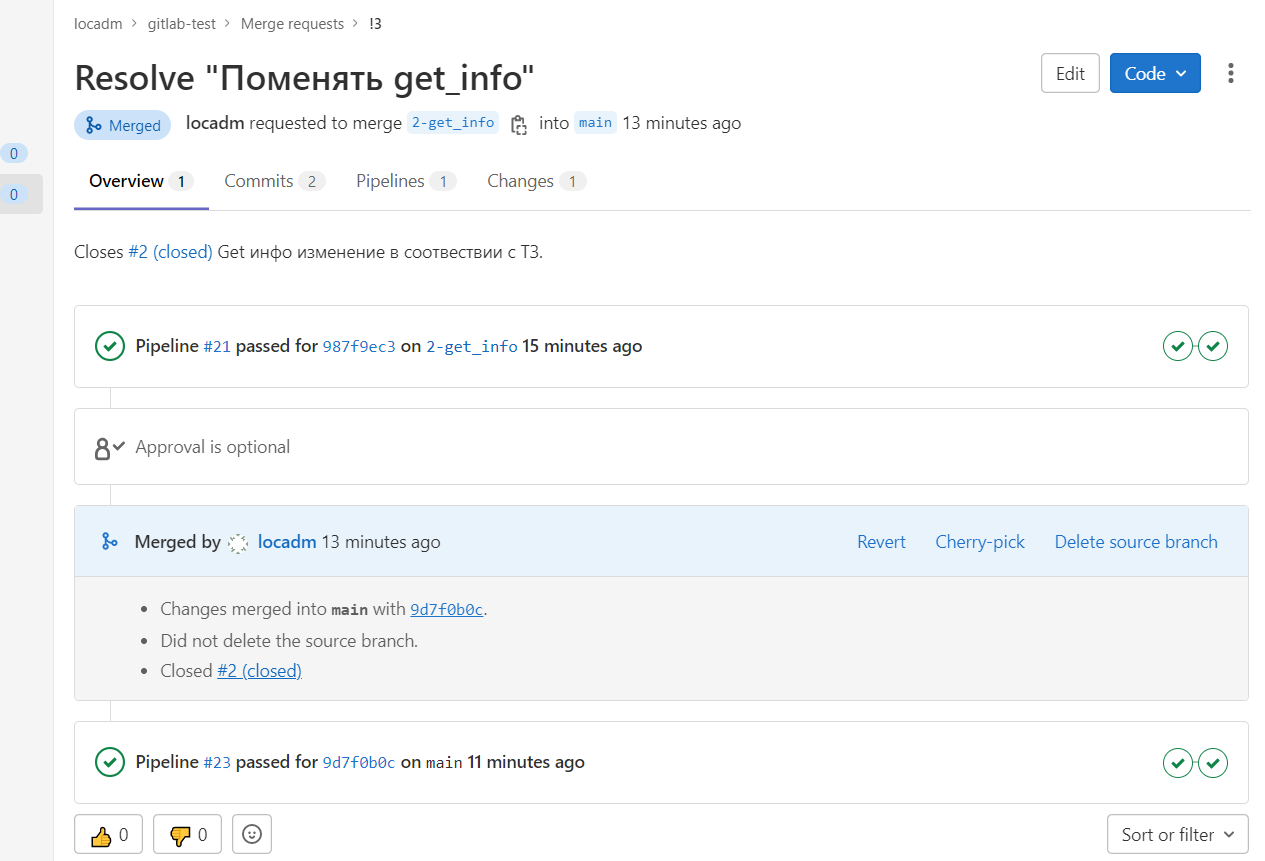 locadm > gitlab-test > Merge requests > !3
Resolve "Поменять get_info"
Edit
Code
Merged
locadm requested to merge 2-get_info into main 13 minutes ago
0
0
Overview 1
Commits 2
Pipelines 1
Changes 1
Closes #2 (closed) Get инфо изменение в соотвествии с ТЗ.
Pipeline #21 passed for 987f9ec3 on 2-get_info 15 minutes ago
Approval is optional
Merged by locadm 13 minutes ago
Revert
Cherry-pick
Delete source branch
Changes merged into main with 9d7f0b0c.
Did not delete the source branch.
Closed #2 (closed)
Pipeline #23 passed for 9d7f0b0c on main 11 minutes ago
0
0
Sort or filter